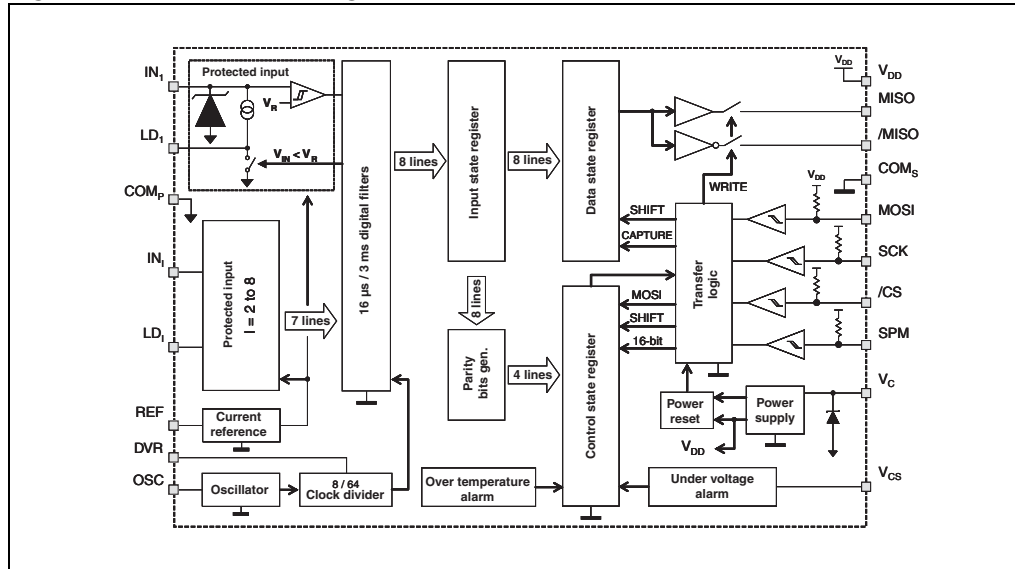 IN1
LD1
COMP
INI
LDI
REF
DVR
OSC
Protected input
VR
VIN < VR
Protected input
I = 2 to 8
7 lines
Current
reference
Oscillator
8 / 64
Clock divider
16 µs / 3 ms digital filters
8 lines
Input state register
8 lines
8 lines
Parity
bits gen.
4 lines
Over temperature
alarm
Data state register
Control state register
WRITE
SHIFT
CAPTURE
MOSI
SHIFT
16-bit
Transfer
logic
Power
reset
Power
supply
VDD
Under voltage
alarm
VDD
VDD
VDD
MISO
/MISO
COMS
MOSI
SCK
/CS
SPM
VC
VCS